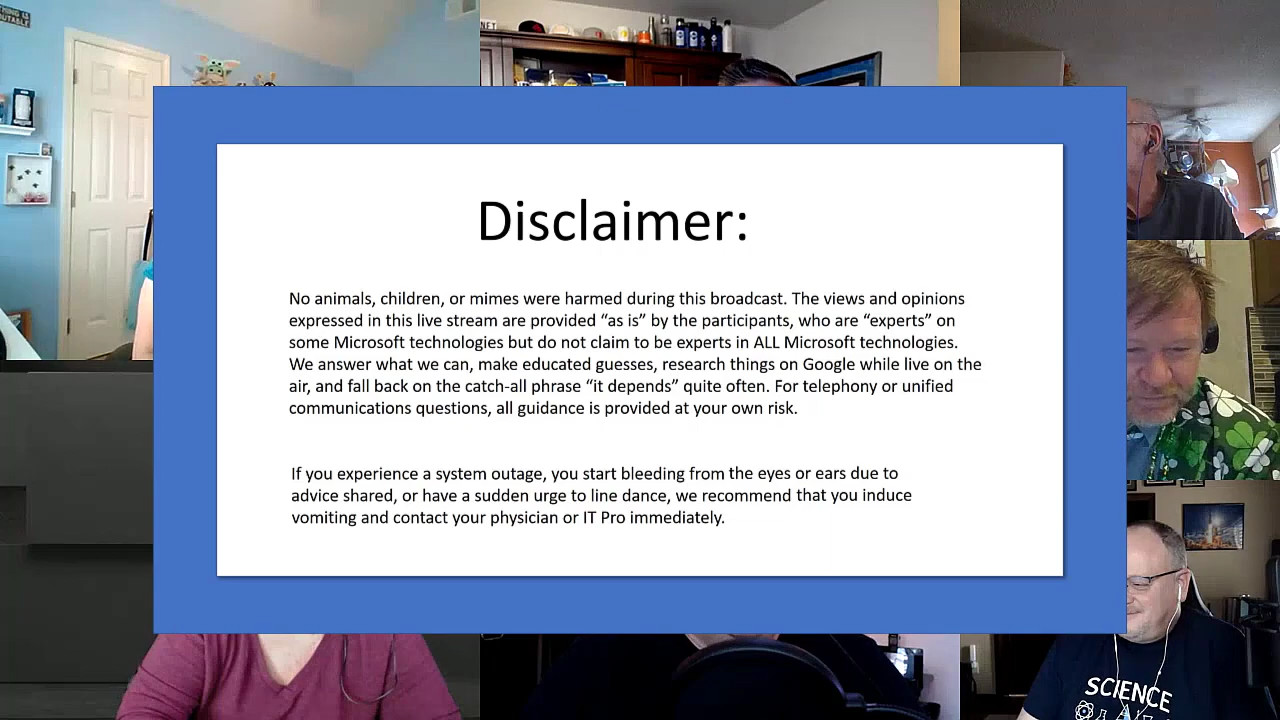 THING IS
UTABLE
NET
Disclaimer:
No animals, children, or mimes were harmed during this broadcast. The views and opinions
expressed in this live stream are provided “as is” by the participants, who are “experts” on
some Microsoft technologies but do not claim to be experts in ALL Microsoft technologies.
We answer what we can, make educated guesses, research things on Google while live on the
air, and fall back on the catch-all phrase “it depends” quite often. For telephony or unified
communications questions, all guidance is provided at your own risk.
If you experience a system outage, you start bleeding from the eyes or ears due to
advice shared, or have a sudden urge to line dance, we recommend that you induce
vomiting and contact your physician or IT Pro immediately.
SCIENCE